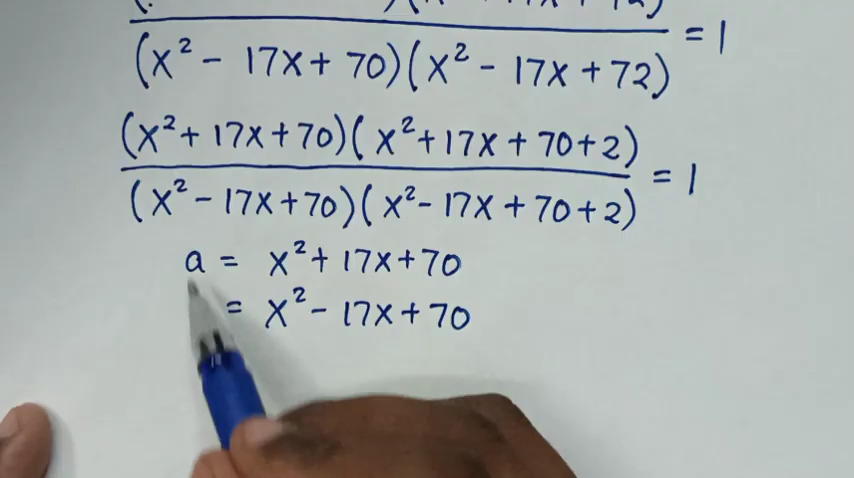 = 1
(x² - 17x + 70)(x² - 17x + 72)
(x² + 17x + 70)(x² + 17x + 70 + 2)
= 1
(x² - 17x + 70)(x² - 17x + 70 + 2)
a = x² + 17x + 70
= x² - 17x + 70